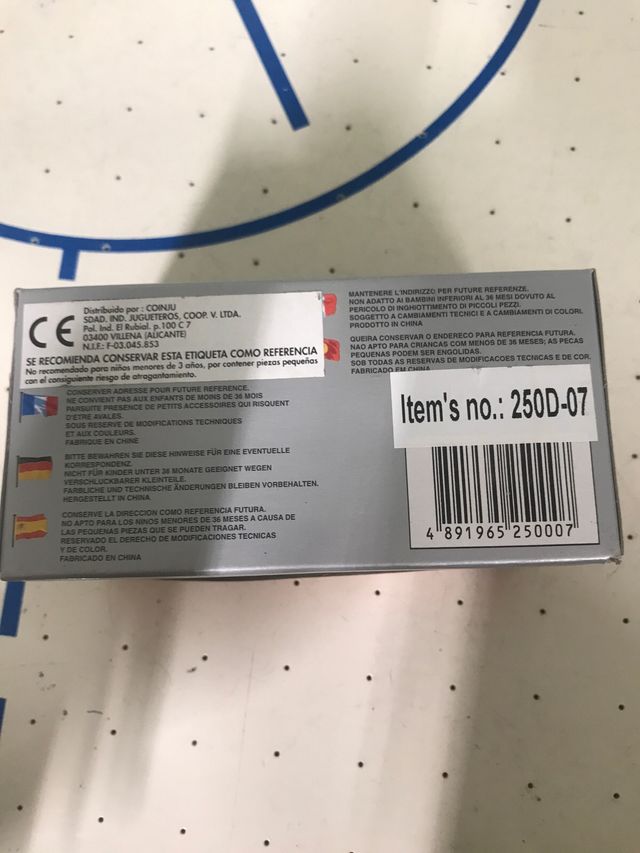 CE
Distribuido por : COINJU
SDAD. IND. JUGUETEROS, COOP. V. LTDA.
Pol. Ind. El Rubial. p.100 C 7
03400 VILLENA (ALICANTE)
N.I.F.: F-03.045.853
SE RECOMIENDA CONSERVAR ESTA ETIQUETA COMO REFERENCIA
No recomendado para niños menores de 3 años, por contener piezas pequeñas
con el consiguiente riesgo de atragantamiento.
CONSERVER ADRESSE POUR FUTURE REFERENCE.
NE CONVIENT PAS AUX ENFANTS DE MOINS DE 36 MOIS
PARSUITE PRESENCE DE PETITS ACCESSOIRES QUI RISQUENT
D'ETRE AVALES.
SOUS RESERVE DE MODIFICATIONS TECHNIQUES
ET AUX COULEURS.
FABRIQUE EN CHINE
BITTE BEWAHREN SIE DIESE HINWEISE FÜR EINE EVENTUELLE
KORRESPONDENZ.
NICHT FÜR KINDER UNTER 36 MONATE GEEIGNET WEGEN
VERSCHLUCKBARER KLEINTEILE.
FARBLICHE UND TECHNISCHE ÄNDERUNGEN BLEIBEN VORBEHALTEN.
HERGESTELLT IN CHINA
CONSERVE LA DIRECCION COMO REFERENCIA FUTURA.
NO APTO PARA LOS NINOS MENORES DE 36 MESES A CAUSA DE
LAS PEQUENAS PIEZAS QUE SE PUEDEN TRAGAR.
RESERVADO EL DERECHO DE MODIFICACIONES TECNICAS
Y DE COLOR.
FABRICADO EN CHINA
MANTENERE L'INDIRIZZO PER FUTURE REFERENZE.
NON ADATTO AI BAMBINI INFERIORI AL 36 MESI DOVUTO AL
PERICOLO DI INGHIOTTIMENTO DI PICCOLI PEZZI.
SOGGETTO A CAMBIAMENTI TECNICI E A CAMBIAMENTI DI COLORI.
PRODOTTO IN CHINA
QUEIRA CONSERVAR O ENDERECO PARA REFERENCIA FUTURA.
NAO APTO PARA CRIANCAS COM MENOS DE 36 MESES; AS PECAS
PEQUENAS PODEM SER ENGOLIDAS.
SOB TODAS AS RESERVAS DE MODIFICACOES TECNICAS E DE COR.
FABRICADO EM CHINA
Item's no.: 250D-07
4 891965 250007